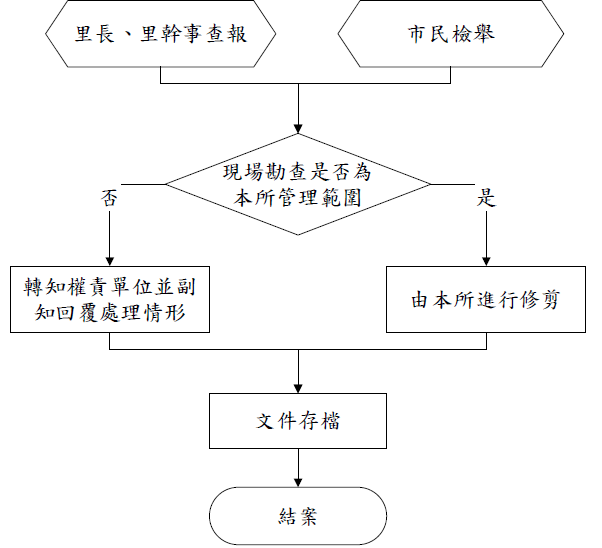 里長、里幹事查報
市民檢舉
現場勘查是否為
本所管理範圍
否
是
轉知權責單位並副
知回覆處理情形
由本所進行修剪
文件存檔
結案